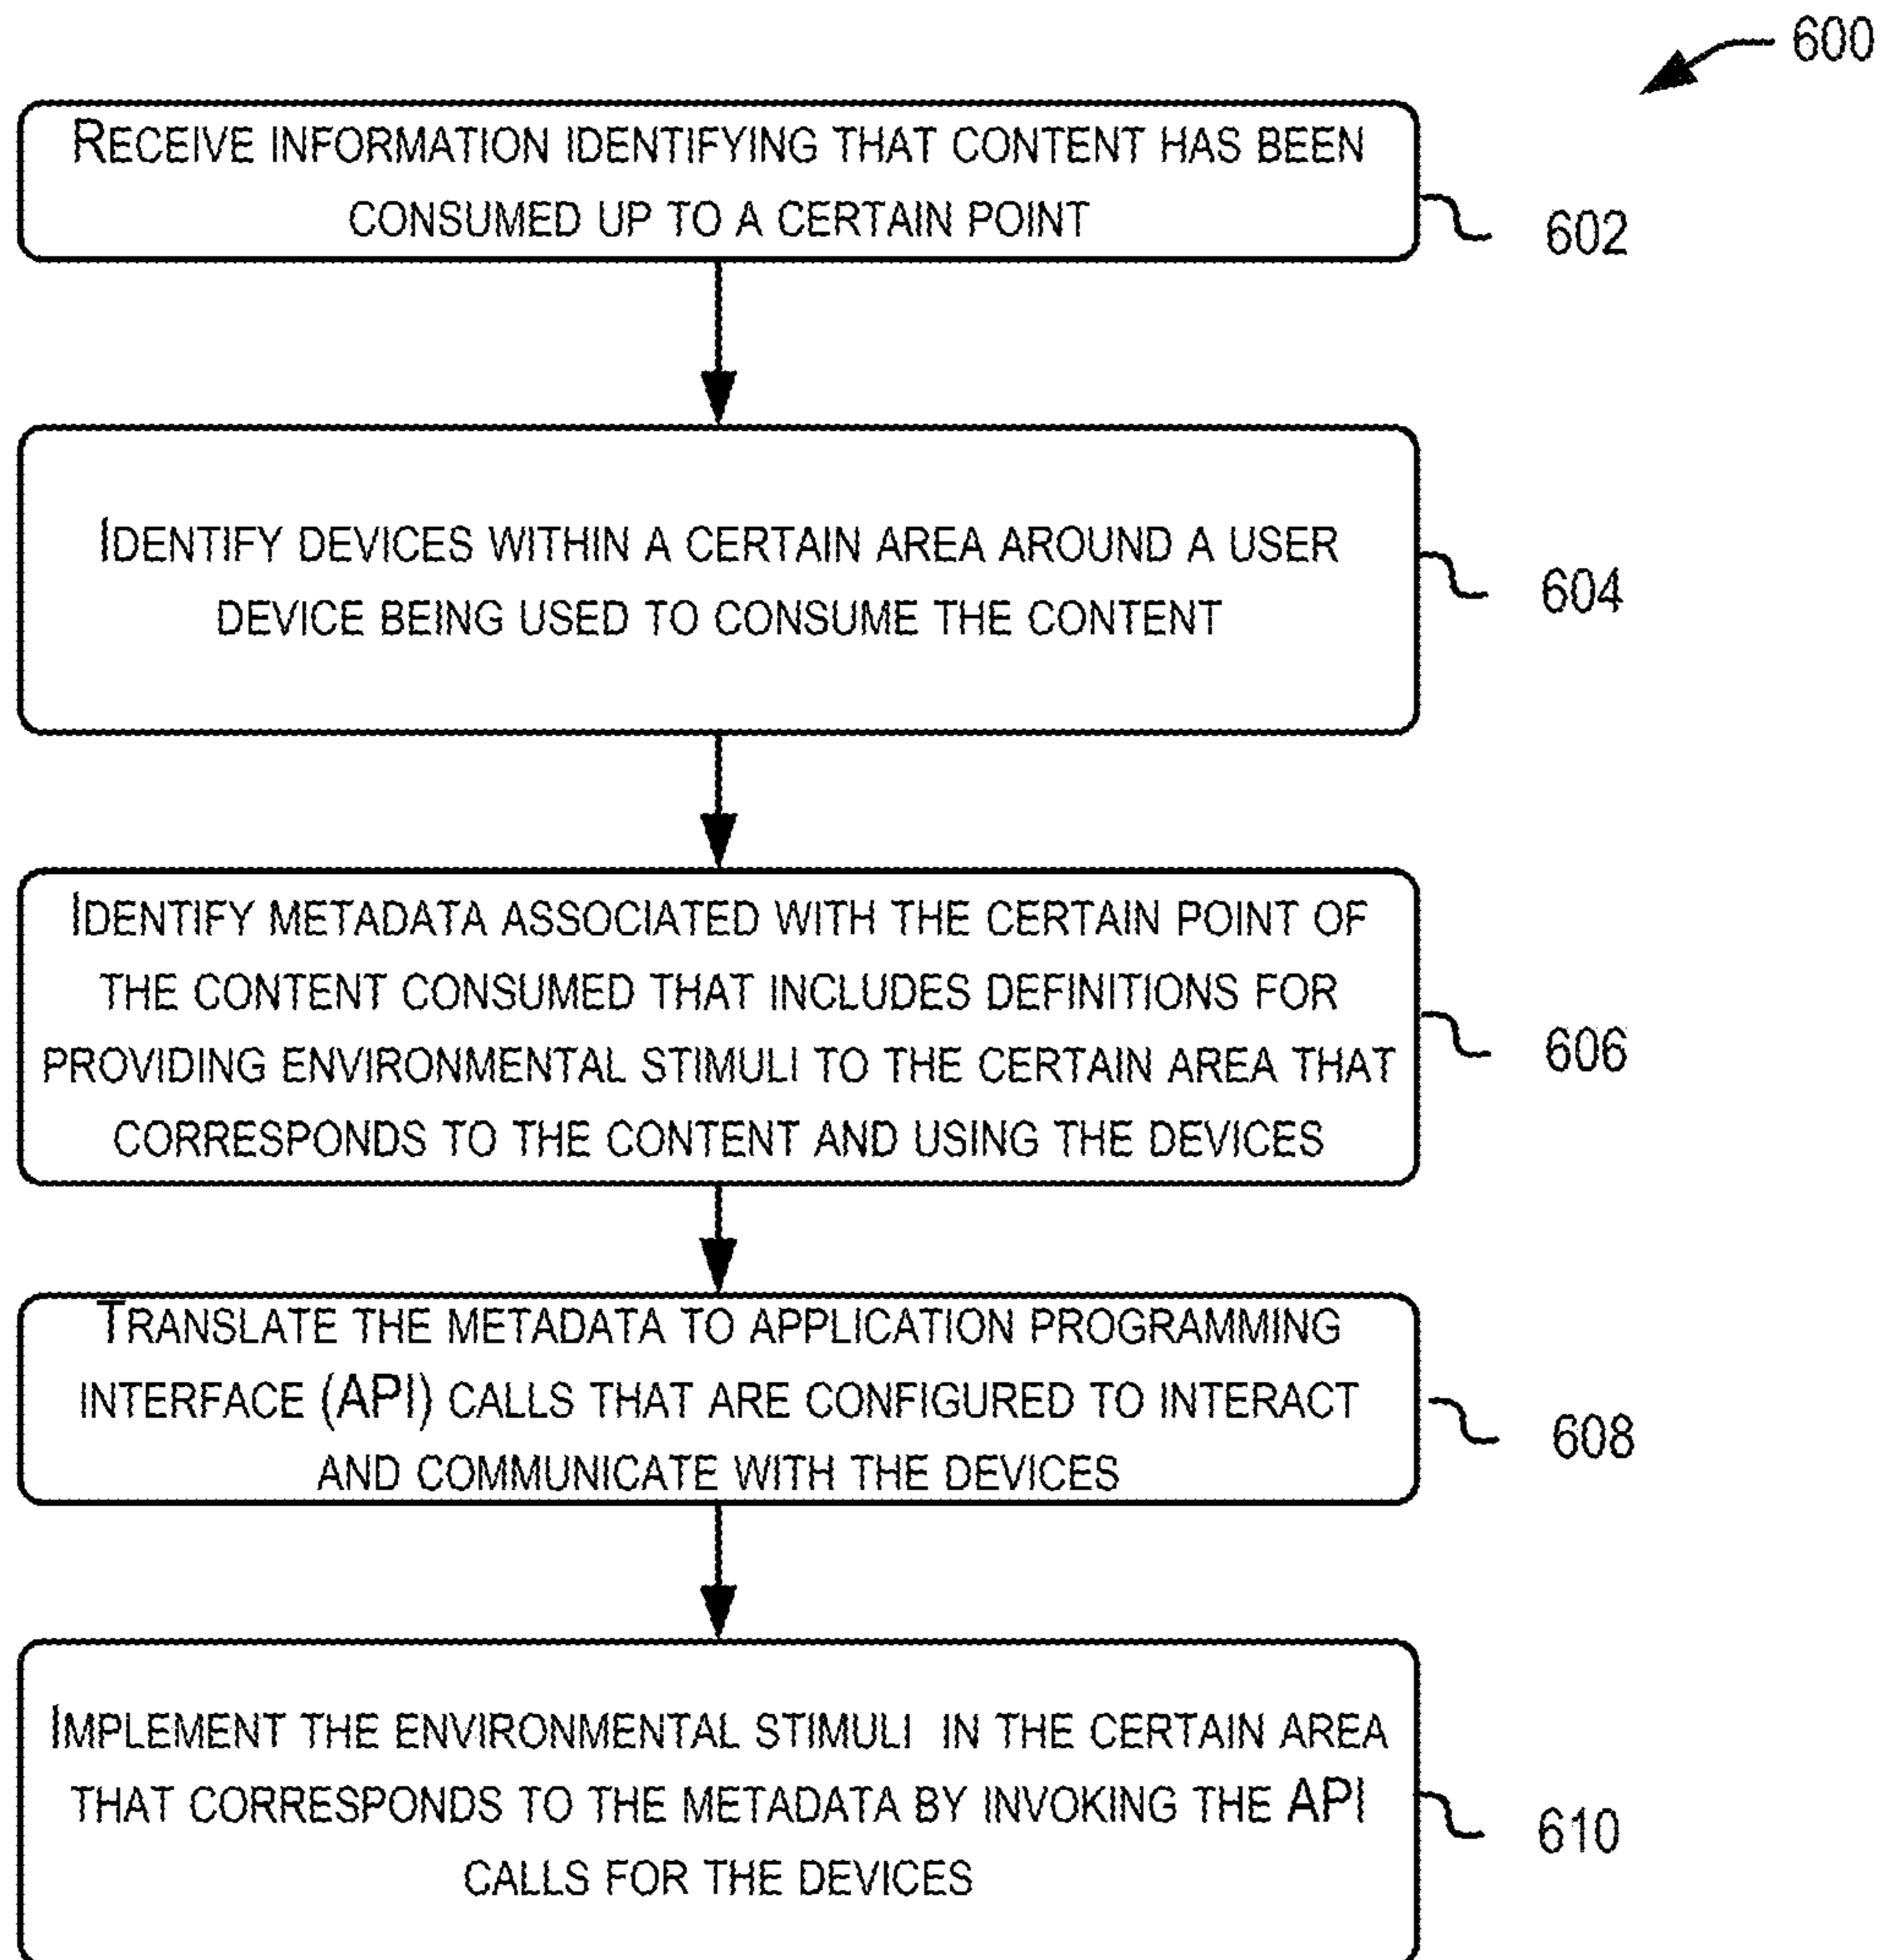 600
RECEIVE INFORMATION IDENTIFYING THAT CONTENT HAS BEEN
CONSUMED UP TO A CERTAIN POINT
602
IDENTIFY DEVICES WITHIN A CERTAIN AREA AROUND A USER
DEVICE BEING USED TO CONSUME THE CONTENT
604
IDENTIFY METADATA ASSOCIATED WITH THE CERTAIN POINT OF
THE CONTENT CONSUMED THAT INCLUDES DEFINITIONS FOR
PROVIDING ENVIRONMENTAL STIMULI TO THE CERTAIN AREA THAT
CORRESPONDS TO THE CONTENT AND USING THE DEVICES
606
TRANSLATE THE METADATA TO APPLICATION PROGRAMMING
INTERFACE (API) CALLS THAT ARE CONFIGURED TO INTERACT
AND COMMUNICATE WITH THE DEVICES
608
IMPLEMENT THE ENVIRONMENTAL STIMULI IN THE CERTAIN AREA
THAT CORRESPONDS TO THE METADATA BY INVOKING THE API
CALLS FOR THE DEVICES
610